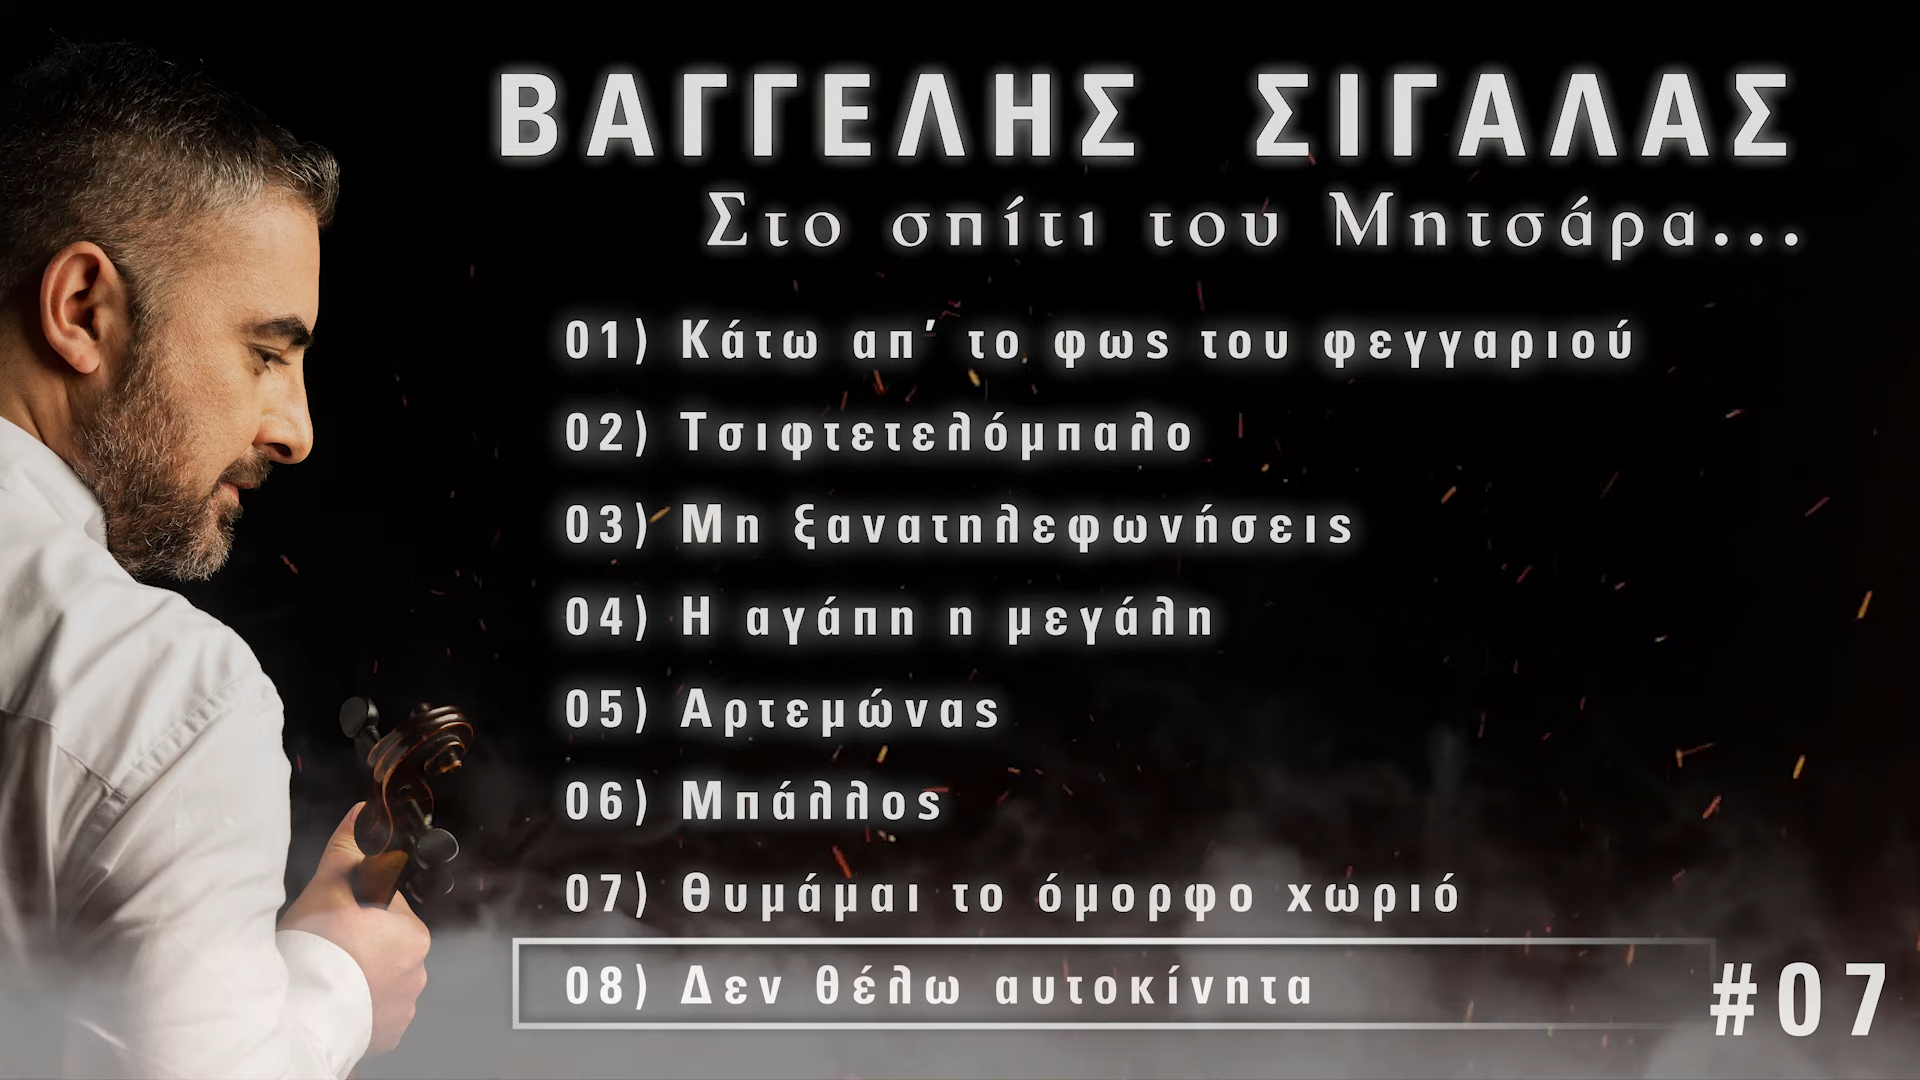 ΒΑΓΓΕΛΗΣ ΣΙΓΑΛΑΣ
Στο σπίτι του Μητσάρα...
01) Κάτω απ’ το φως του φεγγαριού
02) Τσιφτετελόμπαλο
03) Μη ξανατηλεφωνήσεις
04) Η αγάπη η μεγάλη
05) Αρτεμώνας
06) Μπάλλος
07) Θυμάμαι το όμορφο χωριό
08) Δεν θέλω αυτοκίνητα
#07